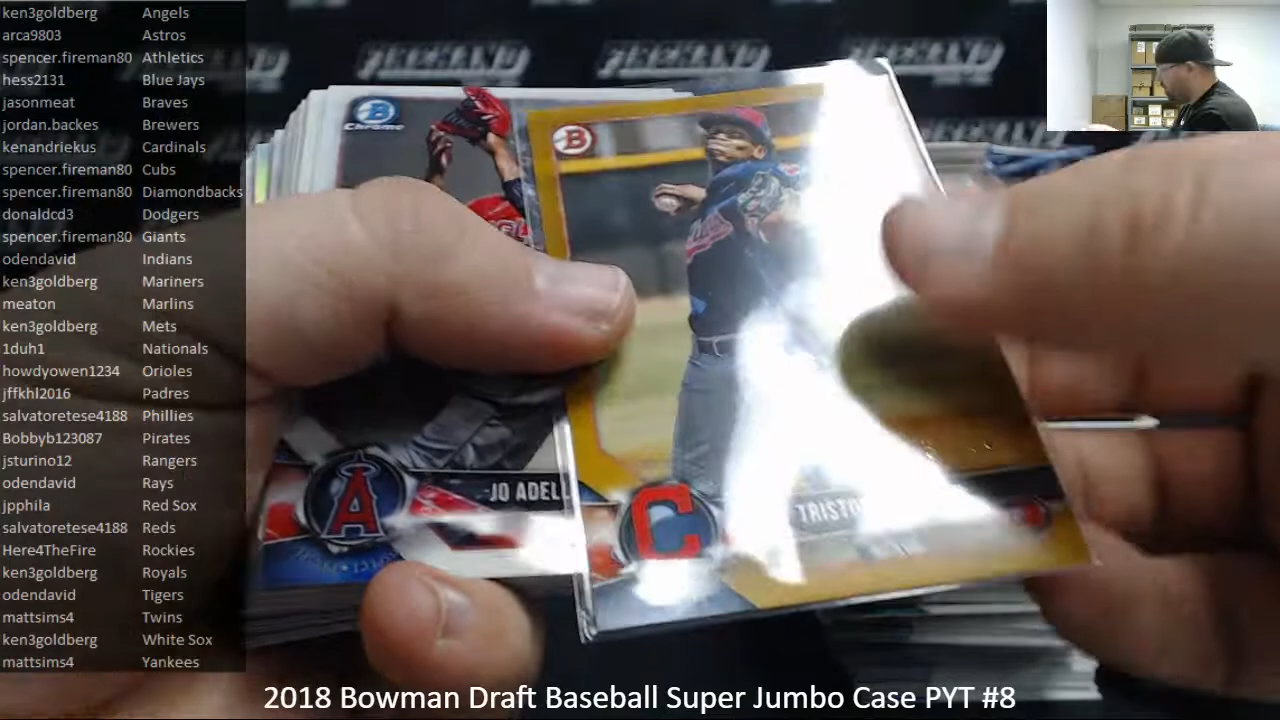 ken3goldberg Angels
arca9803 Astros
spencer.fireman80 Athletics
hess2131 Blue Jays
jasonmeat Braves
jordan.backes Brewers
kenandriekus Cardinals
spencer.fireman80 Cubs
spencer.fireman80 Diamondbacks
donaldcd3 Dodgers
spencer.fireman80 Giants
odendavid Indians
ken3goldberg Mariners
meaton Marlins
ken3goldberg Mets
1duh1 Nationals
howdyowen1234 Orioles
jffkhl2016 Padres
salvatoretese4188 Phillies
Bobbyb123087 Pirates
jsturino12 Rangers
odendavid Rays
jpphila Red Sox
salvatoretese4188 Reds
Here4TheFire Rockies
ken3goldberg Royals
odendavid Tigers
mattsims4 Twins
ken3goldberg White Sox
mattsims4 Yankees
FIREHAND FIREHAND FIREHAND
B
Chrome
B
A
JO ADELL
C
2018 Bowman Draft Baseball Super Jumbo Case PYT #8